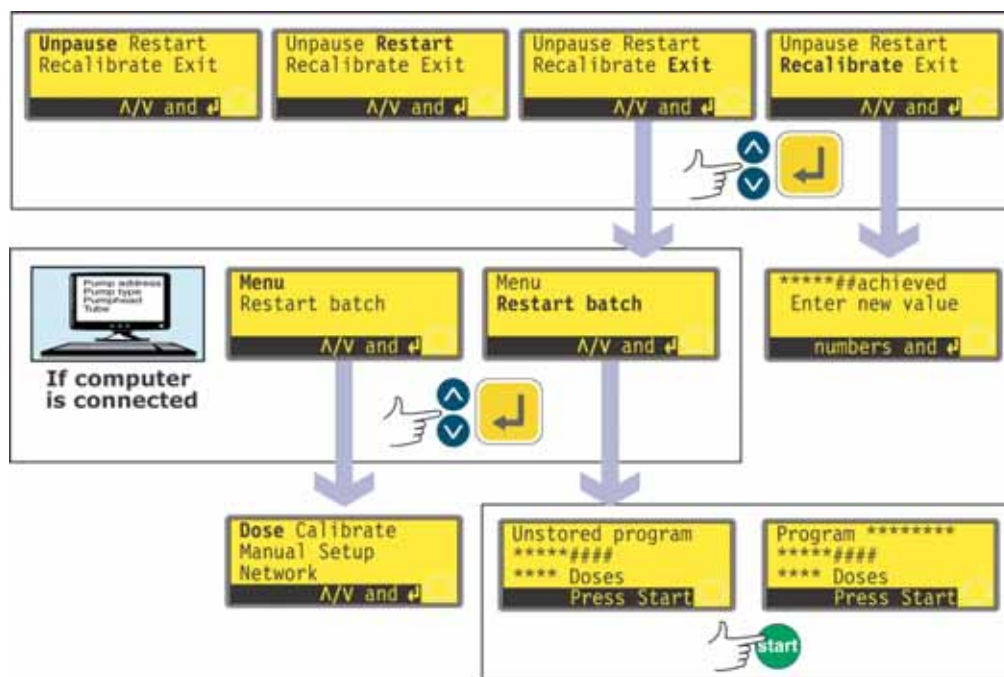 Unpause Restart
Recalibrate Exit
∧/∨ and ↲
Unpause Restart
Recalibrate Exit
∧/∨ and ↲
Unpause Restart
Recalibrate Exit
∧/∨ and ↲
Unpause Restart
Recalibrate Exit
∧/∨ and ↲
Pump address
Pump type
Pumphead
Tube
If computer
is connected
Menu
Restart batch
∧/∨ and ↲
Menu
Restart batch
∧/∨ and ↲
*****##achieved
Enter new value
numbers and ↲
Dose Calibrate
Manual Setup
Network
∧/∨ and ↲
Unstored program
*****####
**** Doses
Press Start
Program ********
*****####
**** Doses
Press Start
start